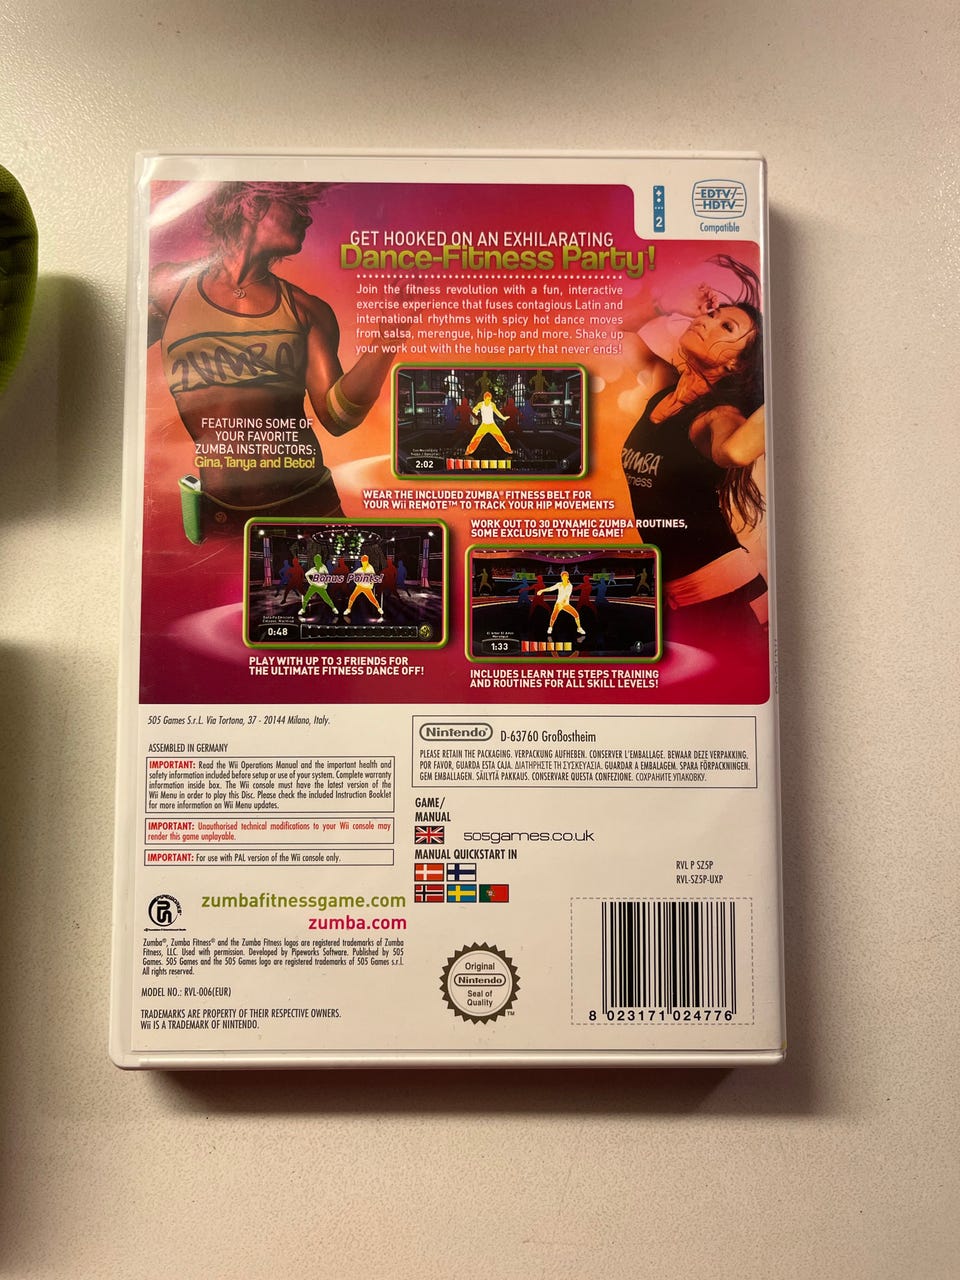 EDTV/
HDTV
Compatible
2
GET HOOKED ON AN EXHILARATING
Dance-Fitness Party!
Join the fitness revolution with a fun, interactive
exercise experience that fuses contagious Latin and
international rhythms with spicy hot dance moves
from salsa, merengue, hip-hop and more. Shake up
your work out with the house party that never ends!
ZUMBA
ZUMBA
fitness
FEATURING SOME OF
YOUR FAVORITE
ZUMBA INSTRUCTORS:
Gina, Tanya and Beto!
2:02
WEAR THE INCLUDED ZUMBA® FITNESS BELT FOR
YOUR Wii REMOTE™ TO TRACK YOUR HIP MOVEMENTS
WORK OUT TO 30 DYNAMIC ZUMBA ROUTINES,
SOME EXCLUSIVE TO THE GAME!
Bonus Points!
0:48
1:33
PLAY WITH UP TO 3 FRIENDS FOR
THE ULTIMATE FITNESS DANCE OFF!
INCLUDES LEARN THE STEPS TRAINING
AND ROUTINES FOR ALL SKILL LEVELS!
505 Games S.r.L. Via Tortona, 37 - 20144 Milano, Italy.
ASSEMBLED IN GERMANY
IMPORTANT: Read the Wii Operations Manual and the important health and
safety information included before setup or use of your system. Complete warranty
information inside box. The Wii console must have the latest version of the
Wii Menu in order to play this Disc. Please check the included Instruction Booklet
for more information on Wii Menu updates.
IMPORTANT: Unauthorised technical modifications to your Wii console may
render this game unplayable.
IMPORTANT: For use with PAL version of the Wii console only.
Nintendo® D-63760 Großostheim
PLEASE RETAIN THE PACKAGING. VERPACKUNG AUFHEBEN. CONSERVER L'EMBALLAGE. BEWAAR DEZE VERPAKKING.
POR FAVOR, GUARDA ESTA CAJA. ΔΙΑΤΗΡΗΣΤΕ ΤΗ ΣΥΣΚΕΥΑΣΙΑ. GUARDAR A EMBALAGEM. SPARA FÖRPACKNINGEN.
GEM EMBALLAGEN. SÄILYTÄ PAKKAUS. CONSERVARE QUESTA CONFEZIONE. СОХРАНИТЕ УПАКОВКУ.
GAME/
MANUAL
505games.co.uk
MANUAL QUICKSTART IN
RVL P SZ5P
RVL-SZ5P-UXP
zumbafitnessgame.com
zumba.com
Zumba®, Zumba Fitness® and the Zumba Fitness logos are registered trademarks of Zumba
Fitness, LLC. Used with permission. Developed by Pipeworks Software. Published by 505
Games. 505 Games and the 505 Games logo are registered trademarks of 505 Games s.r.l.
All rights reserved.
MODEL NO.: RVL-006(EUR)
TRADEMARKS ARE PROPERTY OF THEIR RESPECTIVE OWNERS.
Wii IS A TRADEMARK OF NINTENDO.
Original
Nintendo
Seal of
Quality
™
8 023171 024776